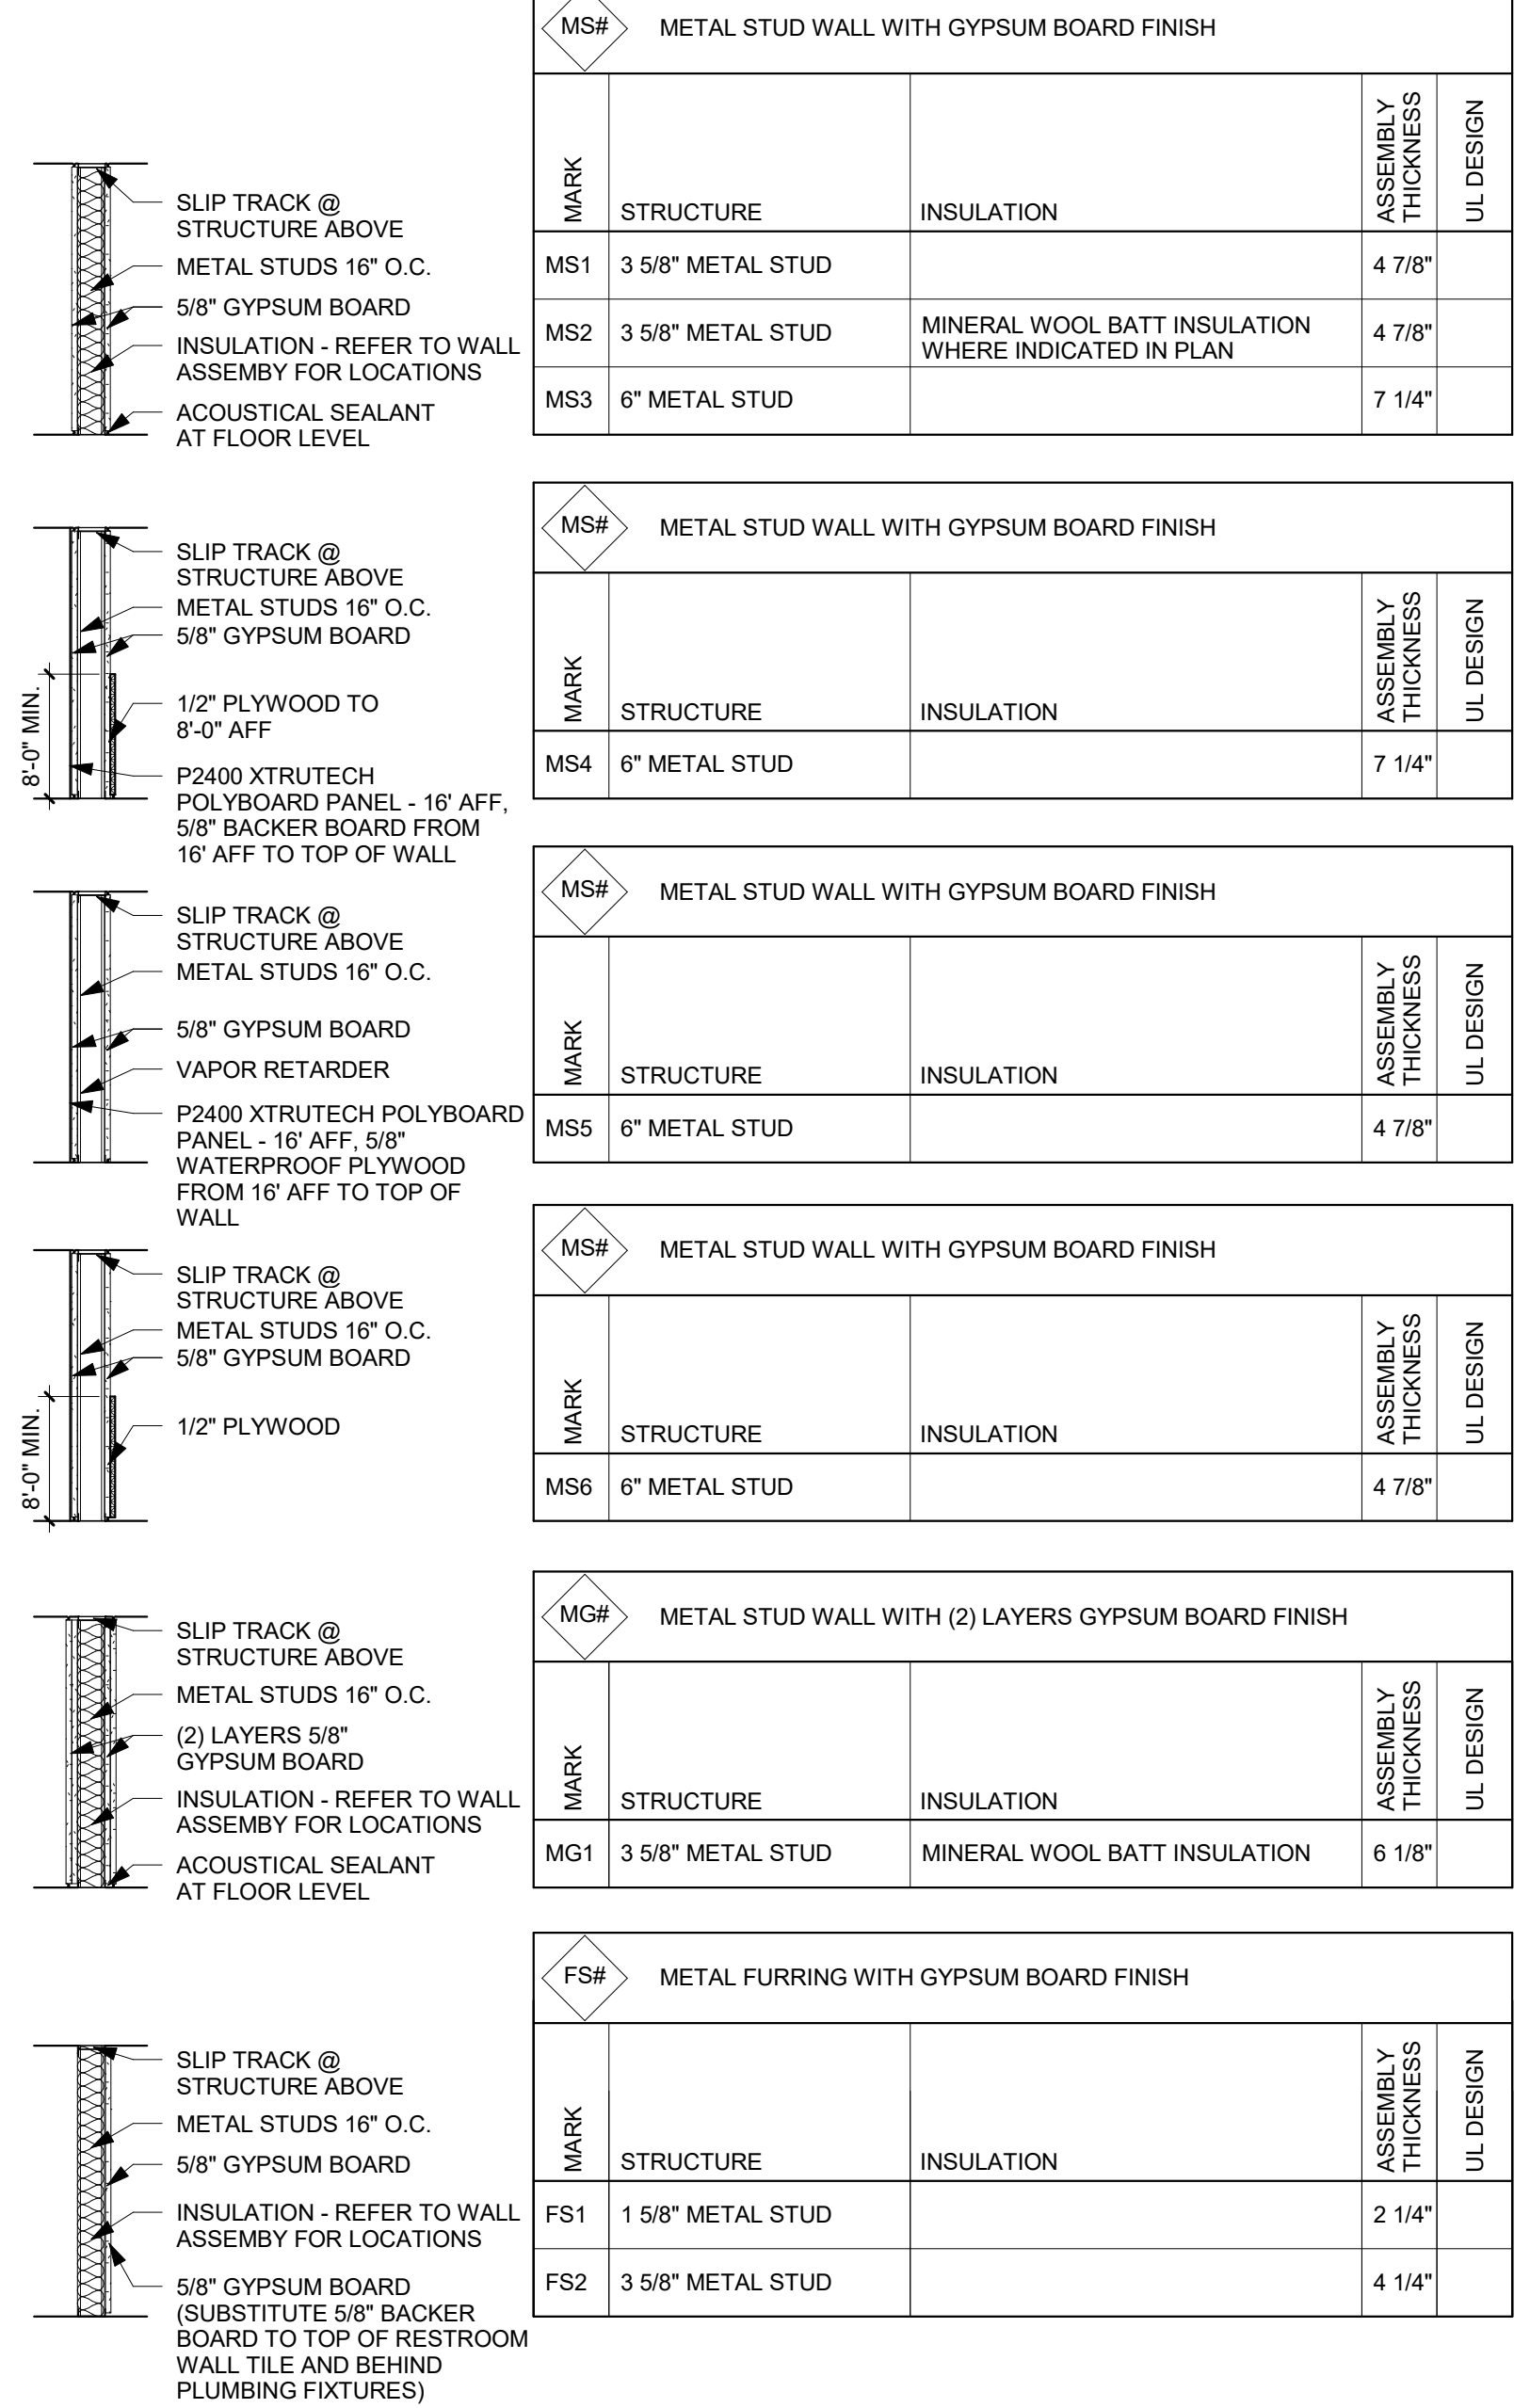 MS# METAL STUD WALL WITH GYPSUM BOARD FINISH
MARK STRUCTURE INSULATION ASSEMBLY THICKNESS UL DESIGN
MS1 3 5/8" METAL STUD 4 7/8"
MS2 3 5/8" METAL STUD MINERAL WOOL BATT INSULATION WHERE INDICATED IN PLAN 4 7/8"
MS3 6" METAL STUD 7 1/4"
SLIP TRACK @
STRUCTURE ABOVE
METAL STUDS 16" O.C.
5/8" GYPSUM BOARD
INSULATION - REFER TO WALL
ASSEMBY FOR LOCATIONS
ACOUSTICAL SEALANT
AT FLOOR LEVEL
MS# METAL STUD WALL WITH GYPSUM BOARD FINISH
MARK STRUCTURE INSULATION ASSEMBLY THICKNESS UL DESIGN
MS4 6" METAL STUD 7 1/4"
SLIP TRACK @
STRUCTURE ABOVE
METAL STUDS 16" O.C.
5/8" GYPSUM BOARD
8'-0" MIN.
1/2" PLYWOOD TO
8'-0" AFF
P2400 XTRUTECH
POLYBOARD PANEL - 16' AFF,
5/8" BACKER BOARD FROM
16' AFF TO TOP OF WALL
MS# METAL STUD WALL WITH GYPSUM BOARD FINISH
MARK STRUCTURE INSULATION ASSEMBLY THICKNESS UL DESIGN
MS5 6" METAL STUD 4 7/8"
SLIP TRACK @
STRUCTURE ABOVE
METAL STUDS 16" O.C.
5/8" GYPSUM BOARD
VAPOR RETARDER
P2400 XTRUTECH POLYBOARD
PANEL - 16' AFF, 5/8"
WATERPROOF PLYWOOD
FROM 16' AFF TO TOP OF
WALL
MS# METAL STUD WALL WITH GYPSUM BOARD FINISH
MARK STRUCTURE INSULATION ASSEMBLY THICKNESS UL DESIGN
MS6 6" METAL STUD 4 7/8"
SLIP TRACK @
STRUCTURE ABOVE
METAL STUDS 16" O.C.
5/8" GYPSUM BOARD
8'-0" MIN.
1/2" PLYWOOD
MG# METAL STUD WALL WITH (2) LAYERS GYPSUM BOARD FINISH
MARK STRUCTURE INSULATION ASSEMBLY THICKNESS UL DESIGN
MG1 3 5/8" METAL STUD MINERAL WOOL BATT INSULATION 6 1/8"
SLIP TRACK @
STRUCTURE ABOVE
METAL STUDS 16" O.C.
(2) LAYERS 5/8"
GYPSUM BOARD
INSULATION - REFER TO WALL
ASSEMBY FOR LOCATIONS
ACOUSTICAL SEALANT
AT FLOOR LEVEL
FS# METAL FURRING WITH GYPSUM BOARD FINISH
MARK STRUCTURE INSULATION ASSEMBLY THICKNESS UL DESIGN
FS1 1 5/8" METAL STUD 2 1/4"
FS2 3 5/8" METAL STUD 4 1/4"
SLIP TRACK @
STRUCTURE ABOVE
METAL STUDS 16" O.C.
5/8" GYPSUM BOARD
INSULATION - REFER TO WALL
ASSEMBY FOR LOCATIONS
5/8" GYPSUM BOARD
(SUBSTITUTE 5/8" BACKER
BOARD TO TOP OF RESTROOM
WALL TILE AND BEHIND
PLUMBING FIXTURES)